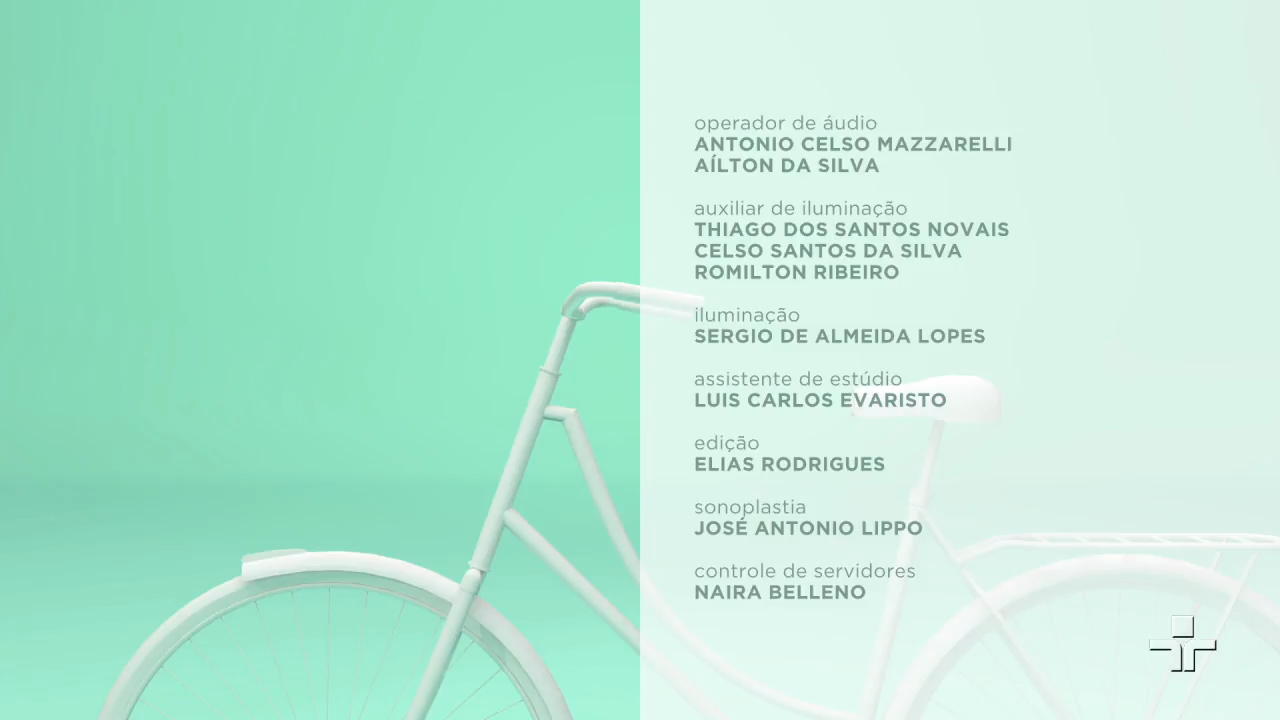 operador de áudio
ANTONIO CELSO MAZZARELLI
AÍLTON DA SILVA
auxiliar de iluminação
THIAGO DOS SANTOS NOVAIS
CELSO SANTOS DA SILVA
ROMILTON RIBEIRO
iluminação
SERGIO DE ALMEIDA LOPES
assistente de estúdio
LUIS CARLOS EVARISTO
edição
ELIAS RODRIGUES
sonoplastia
JOSÉ ANTONIO LIPPO
controle de servidores
NAIRA BELLENO